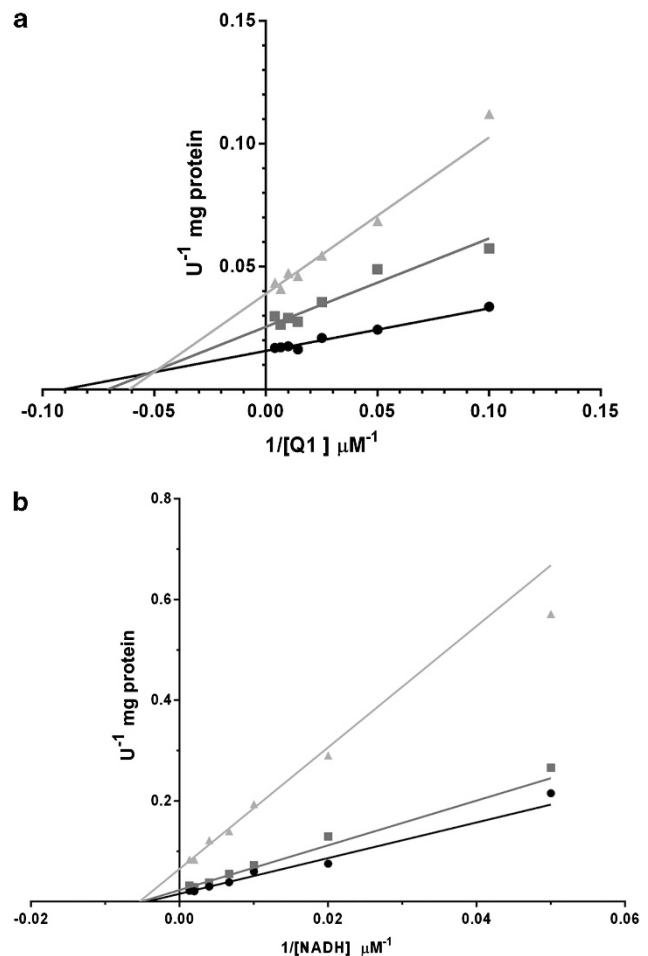 a
0.15
0.10
0.05
U⁻¹ mg protein
-0.10 -0.05 0.00 0.05 0.10 0.15
1/[Q1 ] μM⁻¹
b
0.8
0.6
0.4
0.2
U⁻¹ mg protein
-0.02 0.00 0.02 0.04 0.06
1/[NADH] μM⁻¹